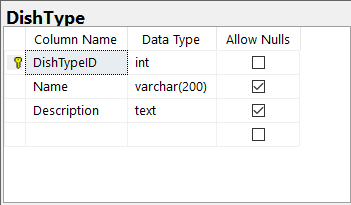 DishType
Column Name Data Type Allow Nulls
DishTypeID int
Name varchar(200)
Description text